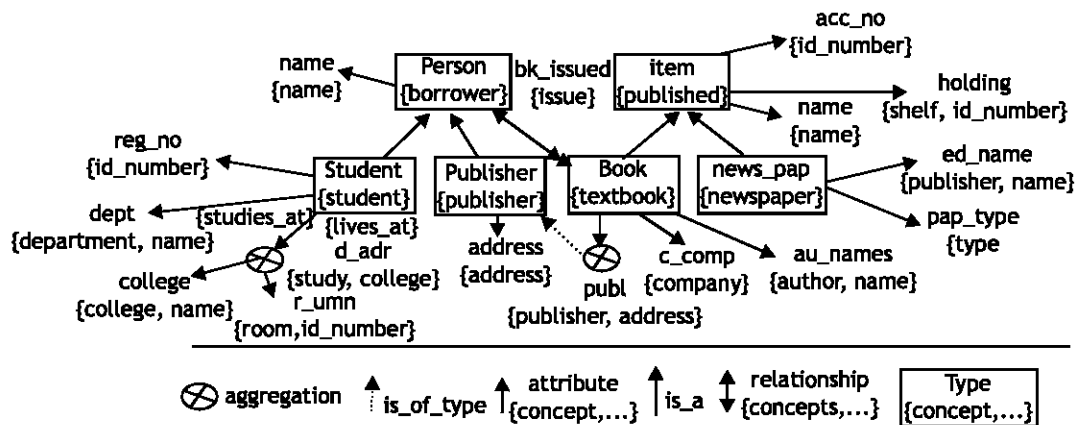 acc_no
{id_number}
name
{name}
Person
{borrower}
bk_issued
{issue}
item
{published}
holding
{shelf, id_number}
name
{name}
reg_no
{id_number}
Student
{student}
Publisher
{publisher}
Book
{textbook}
news_pap
{newspaper}
ed_name
{publisher, name}
dept
{department, name}
{studies_at}
{lives_at}
d_adr
{study, college}
address
{address}
pap_type
{type
college
{college, name}
r_umn
{room,id_number}
publ
{publisher, address}
c_comp
{company}
au_names
{author, name}
aggregation
is_of_type
attribute
{concept,...}
is_a
relationship
{concepts,...}
Type
{concept,...}